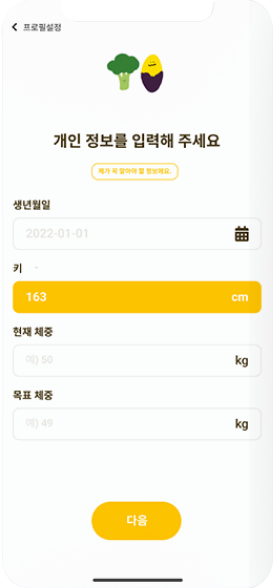 프로필설정
개인 정보를 입력해 주세요
제가 꼭 알아야 할 정보예요.
생년월일
2022-01-01
키
163 cm
현재 체중
예) 50 kg
목표 체중
예) 49 kg
다음